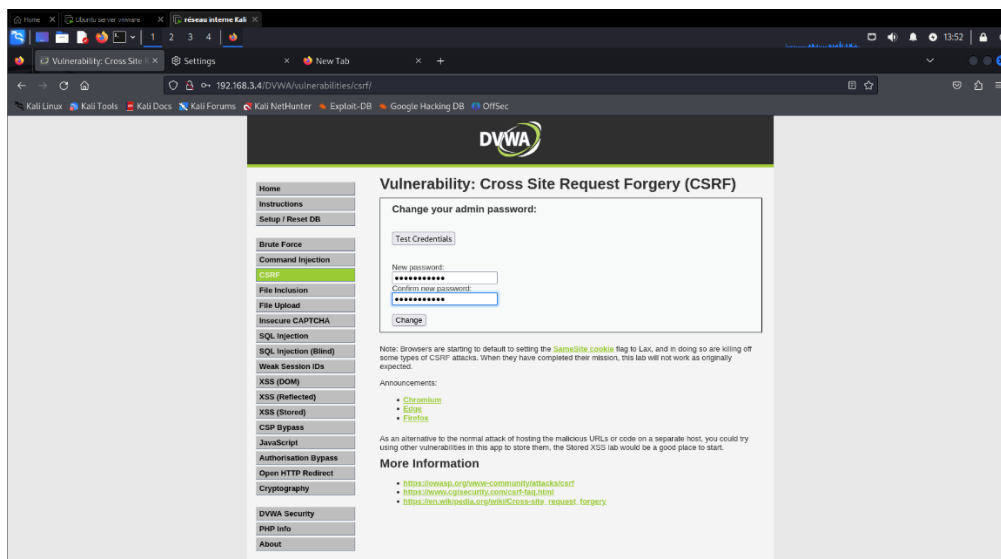 Home
Ubuntu server vmware
réseau interne Kali
1 2 3 4
13:52
Vulnerability: Cross Site R
Settings
New Tab
192.168.3.4/DVWA/vulnerabilities/csrf/
Kali Linux Kali Tools Kali Docs Kali Forums Kali NetHunter Exploit-DB Google Hacking DB OffSec
DVWA
Home
Instructions
Setup / Reset DB
Brute Force
Command Injection
CSRF
File Inclusion
File Upload
Insecure CAPTCHA
SQL Injection
SQL Injection (Blind)
Weak Session IDs
XSS (DOM)
XSS (Reflected)
XSS (Stored)
CSP Bypass
JavaScript
Authorisation Bypass
Open HTTP Redirect
Cryptography
DVWA Security
PHP Info
About
Vulnerability: Cross Site Request Forgery (CSRF)
Change your admin password:
Test Credentials
New password:
●●●●●●●●●●●
Confirm new password:
●●●●●●●●●●●
Change
Note: Browsers are starting to default to setting the SameSite cookie flag to Lax, and in doing so are killing off
some types of CSRF attacks. When they have completed their mission, this lab will not work as originally
expected.
Announcements:
• Chromium
• Edge
• Firefox
As an alternative to the normal attack of hosting the malicious URLs or code on a separate host, you could try
using other vulnerabilities in this app to store them, the Stored XSS lab would be a good place to start.
More Information
• https://owasp.org/www-community/attacks/csrf
• https://www.cgisecurity.com/csrf-faq.html
• https://en.wikipedia.org/wiki/Cross-site_request_forgery